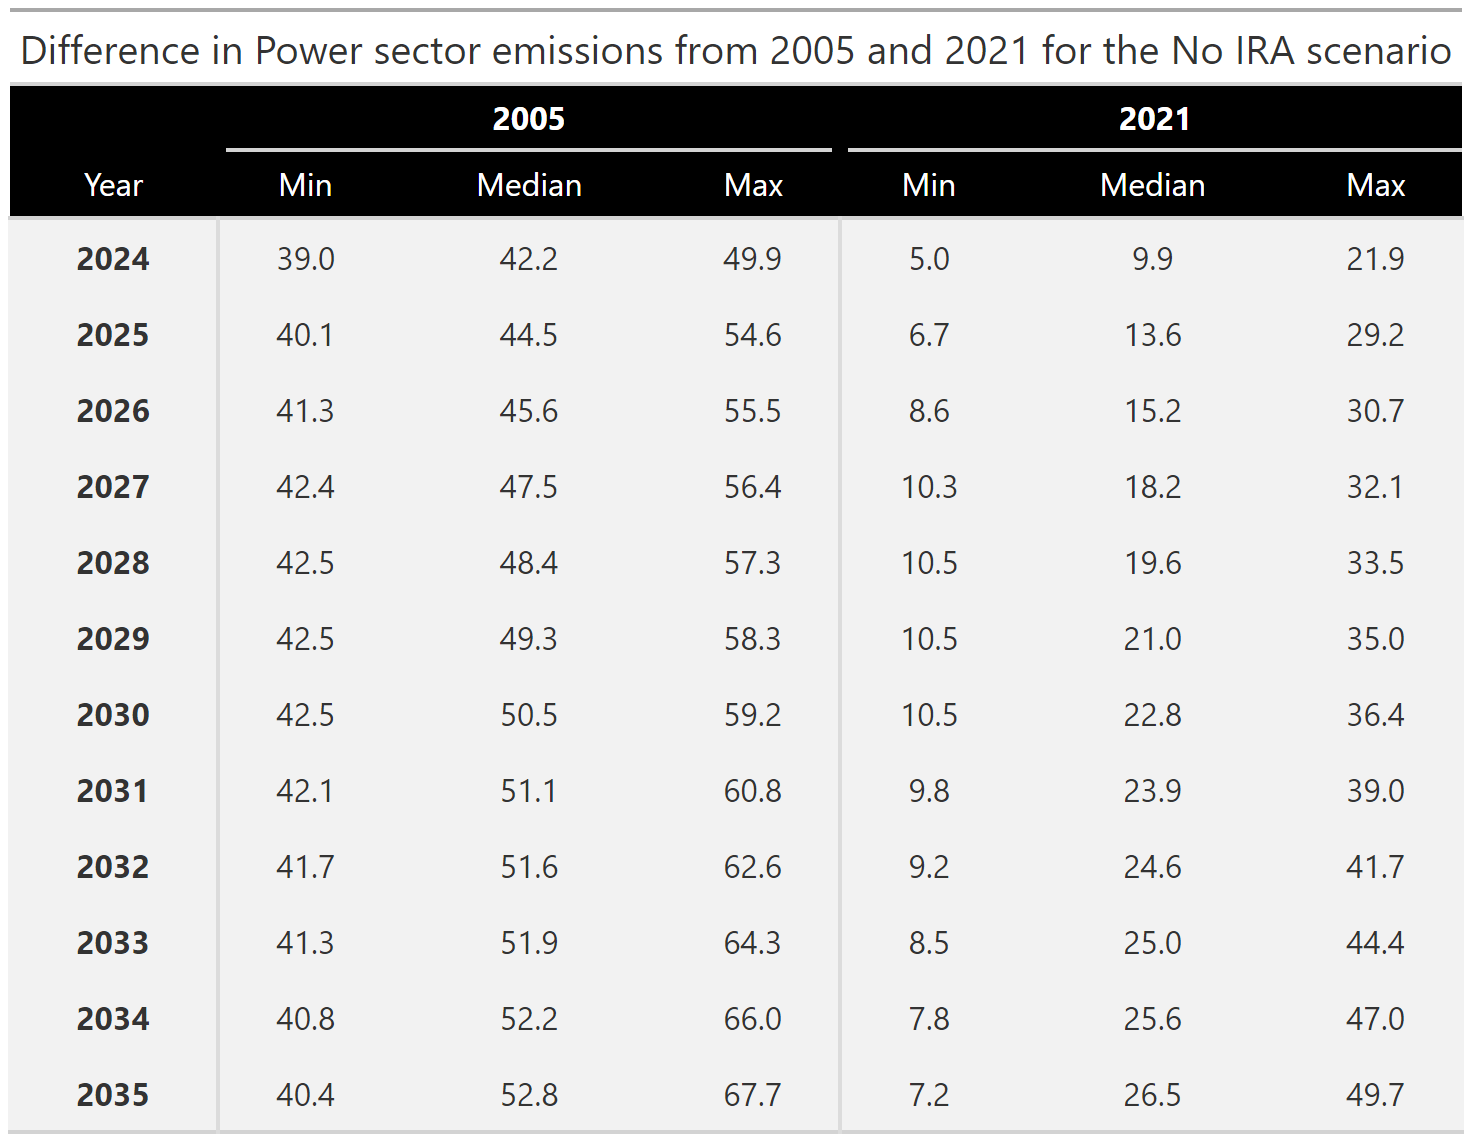 Difference in Power sector emissions from 2005 and 2021 for the No IRA scenario
2005 2021
Year Min Median Max Min Median Max
2024 39.0 42.2 49.9 5.0 9.9 21.9
2025 40.1 44.5 54.6 6.7 13.6 29.2
2026 41.3 45.6 55.5 8.6 15.2 30.7
2027 42.4 47.5 56.4 10.3 18.2 32.1
2028 42.5 48.4 57.3 10.5 19.6 33.5
2029 42.5 49.3 58.3 10.5 21.0 35.0
2030 42.5 50.5 59.2 10.5 22.8 36.4
2031 42.1 51.1 60.8 9.8 23.9 39.0
2032 41.7 51.6 62.6 9.2 24.6 41.7
2033 41.3 51.9 64.3 8.5 25.0 44.4
2034 40.8 52.2 66.0 7.8 25.6 47.0
2035 40.4 52.8 67.7 7.2 26.5 49.7